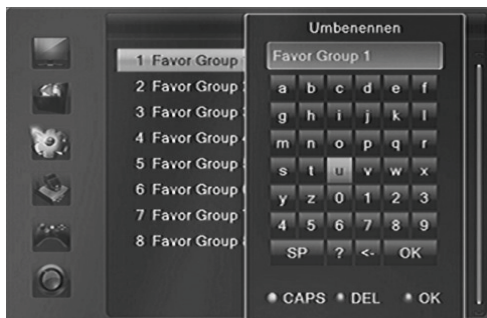 Umbenennen
Favor Group 1
1 Favor Group
2 Favor Group
3 Favor Group
4 Favor Group
5 Favor Group
6 Favor Group
7 Favor Group
8 Favor Group
a b c d e f
g h i j k l
m n o p q r
s t u v w x
y z 0 1 2 3
4 5 6 7 8 9
SP ? <- OK
CAPS DEL OK